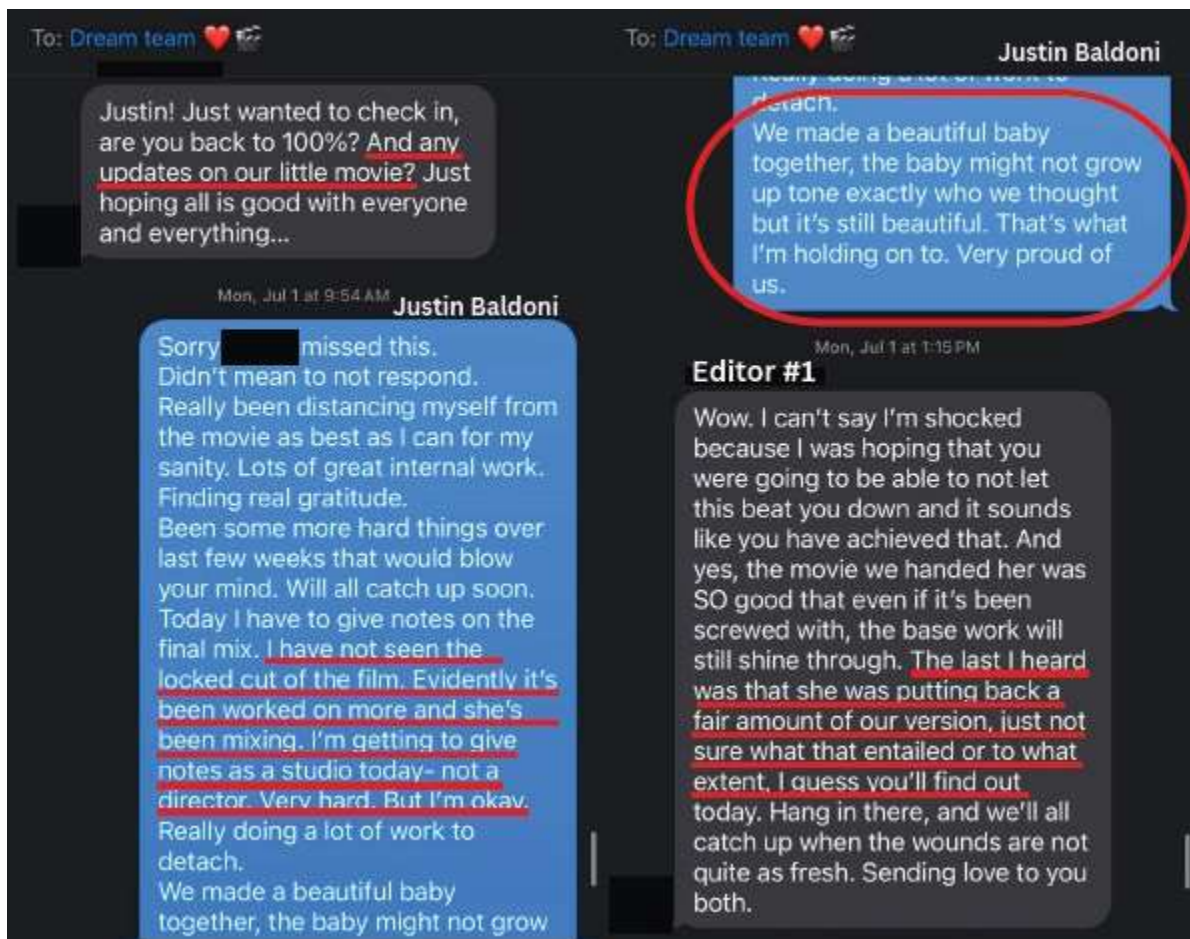 To: Dream team ❤️🎬
Justin! Just wanted to check in,
are you back to 100%? And any
updates on our little movie? Just
hoping all is good with everyone
and everything...
Mon, Jul 1 at 9:54 AM
Justin Baldoni
Sorry missed this.
Didn't mean to not respond.
Really been distancing myself from
the movie as best as I can for my
sanity. Lots of great internal work.
Finding real gratitude.
Been some more hard things over
last few weeks that would blow
your mind. Will all catch up soon.
Today I have to give notes on the
final mix. I have not seen the
locked cut of the film. Evidently it's
been worked on more and she's
been mixing. I'm getting to give
notes as a studio today- not a
director. Very hard. But I'm okay.
Really doing a lot of work to
detach.
We made a beautiful baby
together, the baby might not grow
To: Dream team ❤️🎬
Justin Baldoni
Really doing a lot of work to
detach.
We made a beautiful baby
together, the baby might not grow
up tone exactly who we thought
but it's still beautiful. That's what
I'm holding on to. Very proud of
us.
Mon, Jul 1 at 1:15 PM
Editor #1
Wow. I can't say I'm shocked
because I was hoping that you
were going to be able to not let
this beat you down and it sounds
like you have achieved that. And
yes, the movie we handed her was
SO good that even if it's been
screwed with, the base work will
still shine through. The last I heard
was that she was putting back a
fair amount of our version, just not
sure what that entailed or to what
extent, I guess you'll find out
today. Hang in there, and we'll all
catch up when the wounds are not
quite as fresh. Sending love to you
both.